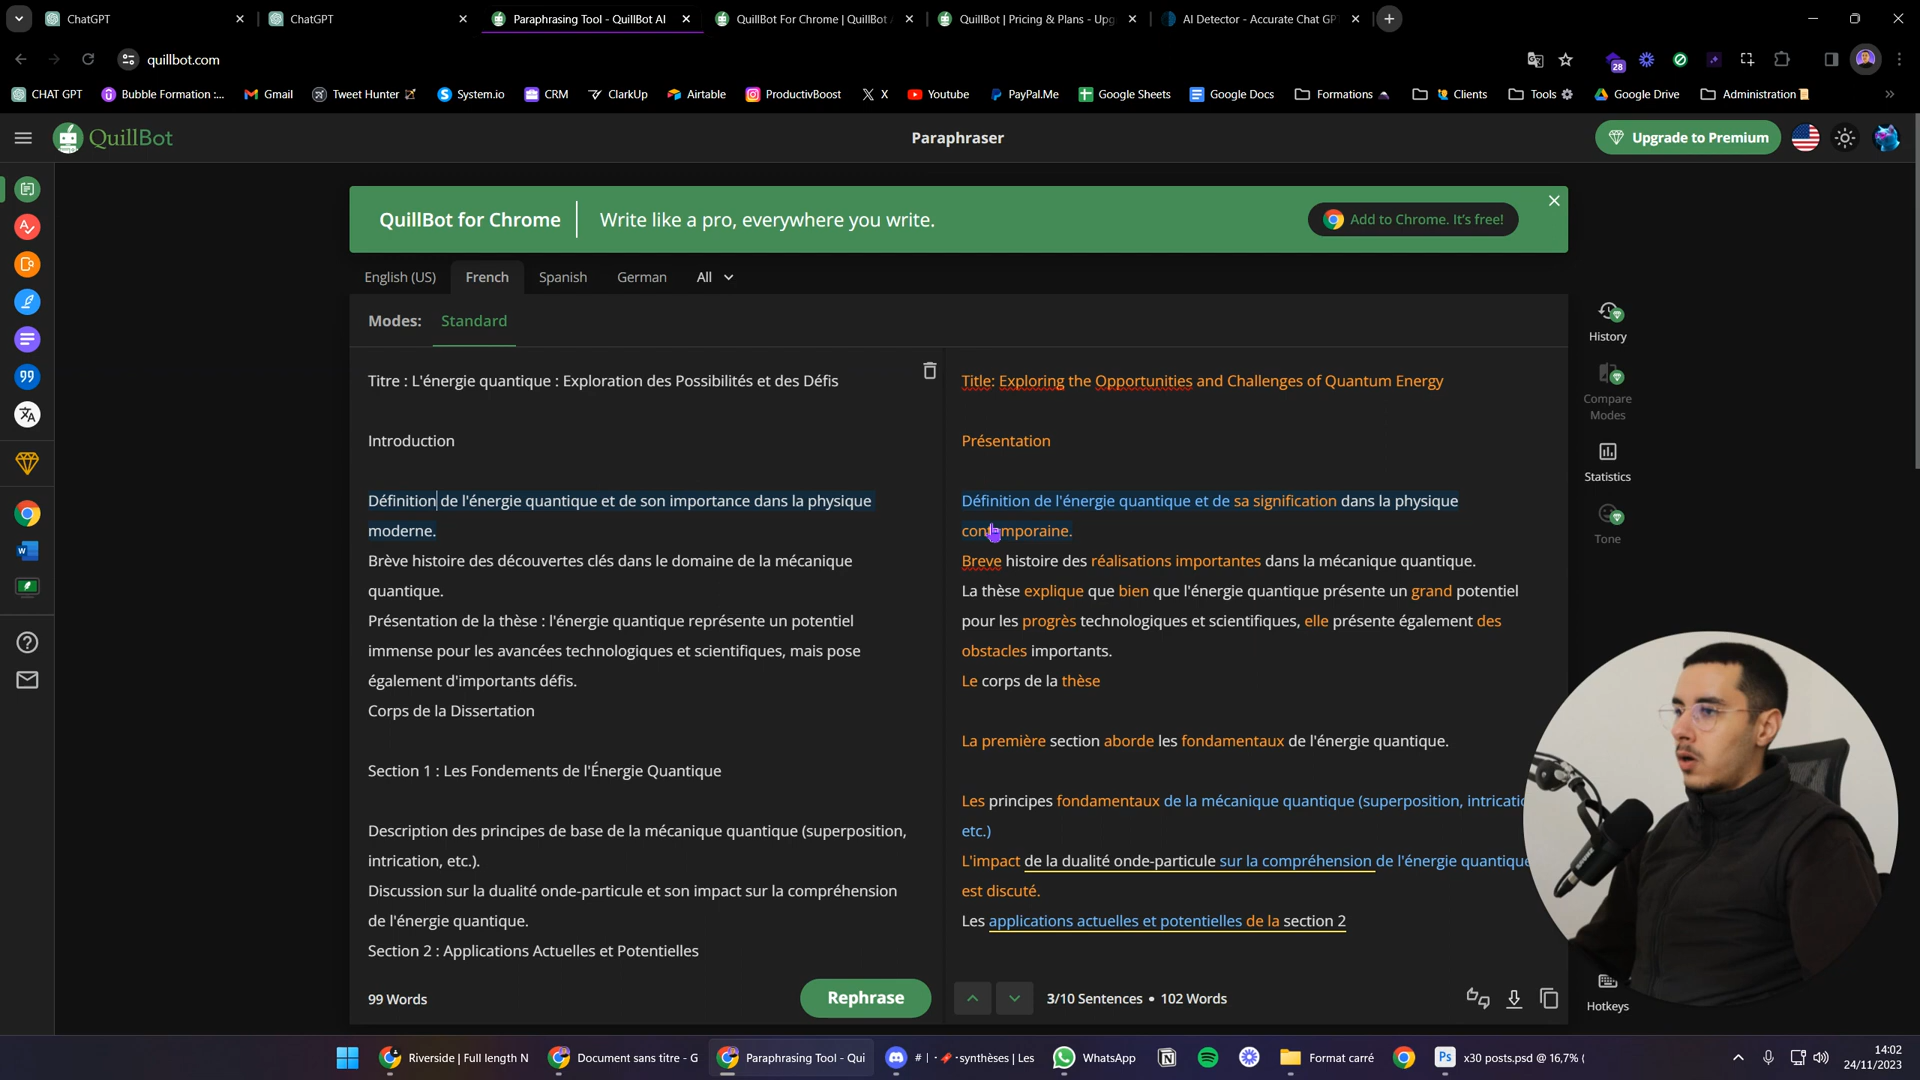 ChatGPT
ChatGPT
Paraphrasing Tool - QuillBot AI
QuillBot For Chrome | QuillBot
QuillBot | Pricing & Plans - Upg
AI Detector - Accurate Chat GP
quillbot.com
28
CHAT GPT
Bubble Formation :...
Gmail
Tweet Hunter
System.io
CRM
ClarkUp
Airtable
ProductivBoost
X
Youtube
PayPal.Me
Google Sheets
Google Docs
Formations
Clients
Tools
Google Drive
Administration
QuillBot
Paraphraser
Upgrade to Premium
QuillBot for Chrome
Write like a pro, everywhere you write.
Add to Chrome. It's free!
English (US)
French
Spanish
German
All
Modes:
Standard
Titre : L'énergie quantique : Exploration des Possibilités et des Défis
Introduction
Définition de l'énergie quantique et de son importance dans la physique
moderne.
Brève histoire des découvertes clés dans le domaine de la mécanique
quantique.
Présentation de la thèse : l'énergie quantique représente un potentiel
immense pour les avancées technologiques et scientifiques, mais pose
également d'importants défis.
Corps de la Dissertation
Section 1 : Les Fondements de l'Énergie Quantique
Description des principes de base de la mécanique quantique (superposition,
intrication, etc.).
Discussion sur la dualité onde-particule et son impact sur la compréhension
de l'énergie quantique.
Section 2 : Applications Actuelles et Potentielles
99 Words
Rephrase
Title: Exploring the Opportunities and Challenges of Quantum Energy
Présentation
Définition de l'énergie quantique et de sa signification dans la physique
contemporaine.
Breve histoire des réalisations importantes dans la mécanique quantique.
La thèse explique que bien que l'énergie quantique présente un grand potentiel
pour les progrès technologiques et scientifiques, elle présente également des
obstacles importants.
Le corps de la thèse
La première section aborde les fondamentaux de l'énergie quantique.
Les principes fondamentaux de la mécanique quantique (superposition, intricatio
etc.)
L'impact de la dualité onde-particule sur la compréhension de l'énergie quantique
est discuté.
Les applications actuelles et potentielles de la section 2
3/10 Sentences • 102 Words
History
Compare
Modes
Statistics
Tone
Hotkeys
Riverside | Full length N
Document sans titre - G
Paraphrasing Tool - Qui
# | synthèses | Les
WhatsApp
Format carré
x30 posts.psd @ 16,7% (
14:02
24/11/2023